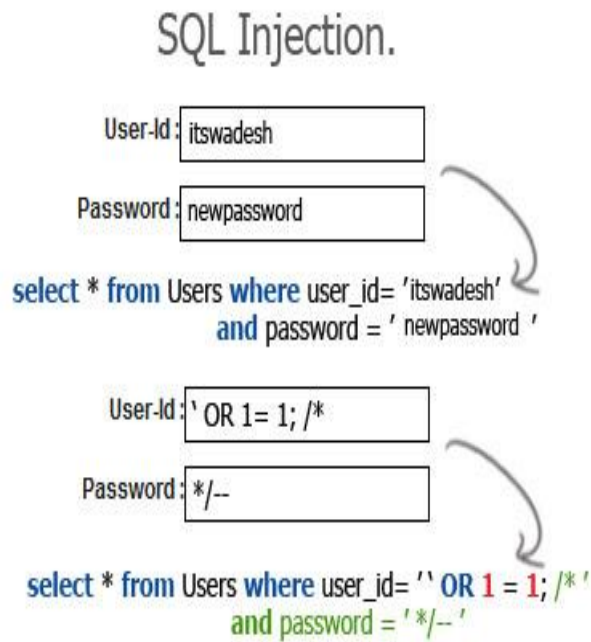 SQL Injection.
User-Id : itswadesh
Password : newpassword
select * from Users where user_id= 'itswadesh'
and password = ' newpassword '
User-Id : ` OR 1= 1; /*
Password : */--
select * from Users where user_id= '` OR 1 = 1; /* '
and password = ' */-- '